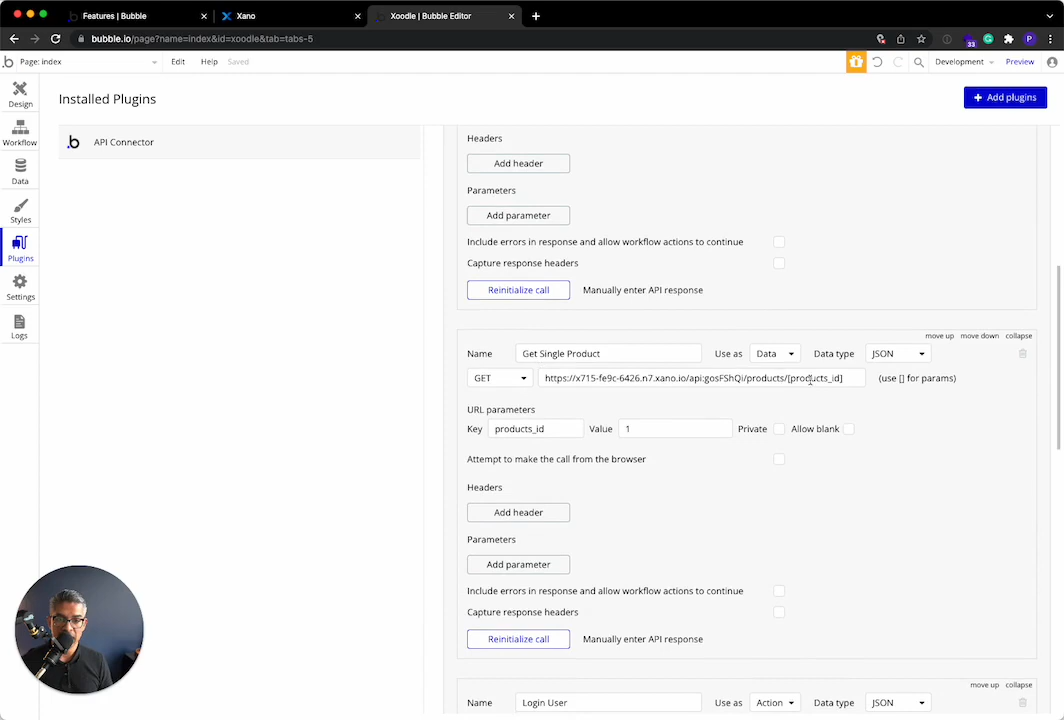 Features | Bubble
Xano
Xoodle | Bubble Editor
bubble.io/page?name=index&id=xoodle&tab=tabs-5
33
P
Page: index
Edit
Help
Saved
Development
Preview
Design
Workflow
Data
Styles
Plugins
Settings
Logs
Installed Plugins
+ Add plugins
API Connector
Headers
Add header
Parameters
Add parameter
Include errors in response and allow workflow actions to continue
Capture response headers
Reinitialize call
Manually enter API response
move up move down collapse
Name Get Single Product Use as Data Data type JSON
GET https://x715-fe9c-6426.n7.xano.io/api:gosFShQi/products/[products_id] (use [] for params)
URL parameters
Key products_id Value 1 Private Allow blank
Attempt to make the call from the browser
Headers
Add header
Parameters
Add parameter
Include errors in response and allow workflow actions to continue
Capture response headers
Reinitialize call
Manually enter API response
move up collapse
Name Login User Use as Action Data type JSON